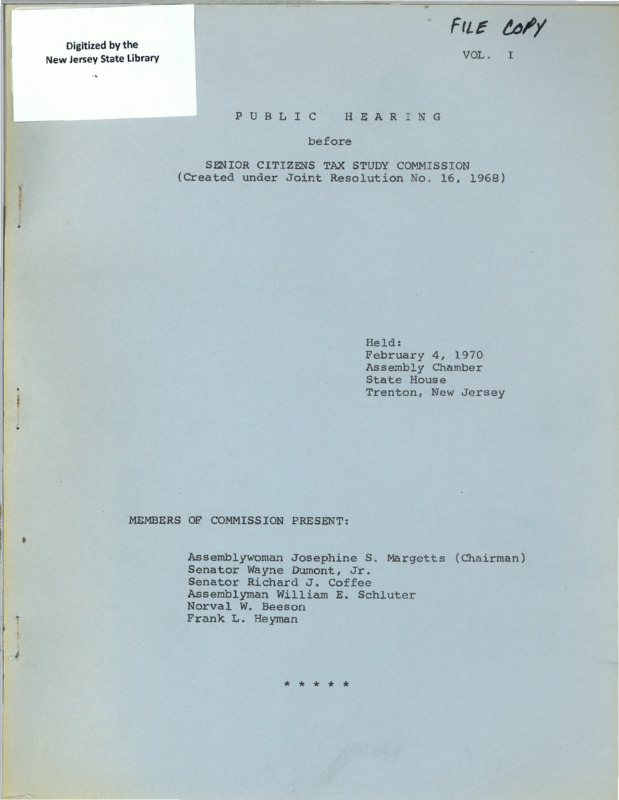 Digitized by the
New Jersey State Library
FILE COPY
VOL. I
PUBLIC HEARING
before
SENIOR CITIZENS TAX STUDY COMMISSION
(Created under Joint Resolution No. 16, 1968)
Held:
February 4, 1970
Assembly Chamber
State House
Trenton, New Jersey
MEMBERS OF COMMISSION PRESENT:
Assemblywoman Josephine S. Margetts (Chairman)
Senator Wayne Dumont, Jr.
Senator Richard J. Coffee
Assemblyman William E. Schluter
Norval W. Beeson
Frank L. Heyman
* * * * *